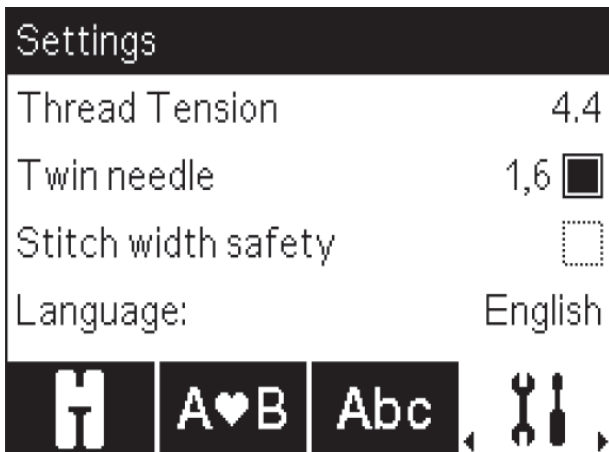 Settings
Thread Tension 4.4
Twin needle 1,6
Stitch width safety
Language: English
A♥B Abc